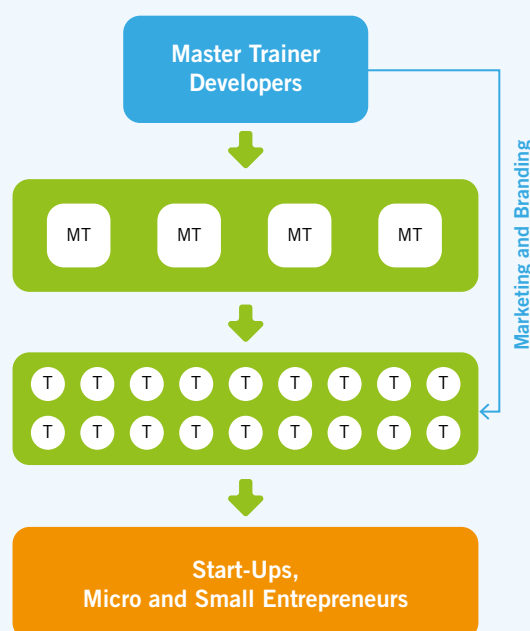 Master Trainer
Developers
Marketing and Branding
MT MT MT MT
T T T T T T T T T
T T T T T T T T T
Start-Ups,
Micro and Small Entrepreneurs